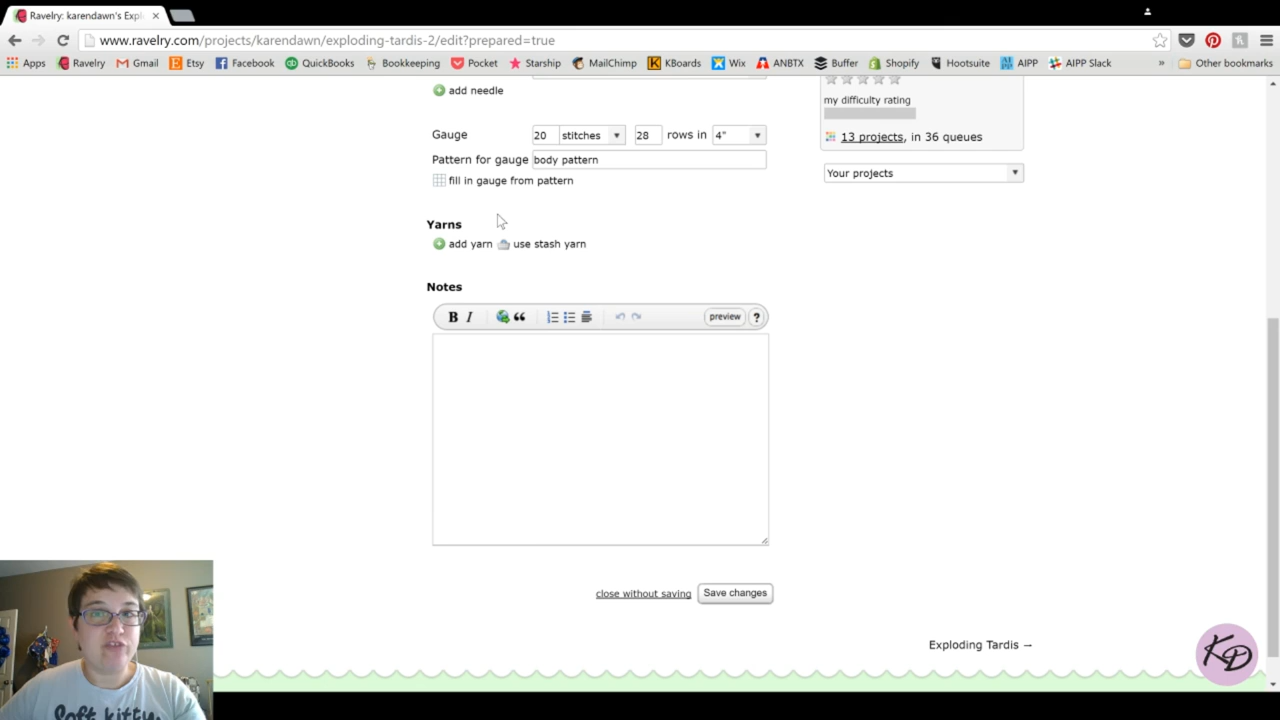 Ravelry: karendawn's Expl
www.ravelry.com/projects/karendawn/exploding-tardis-2/edit?prepared=true
Apps Ravelry Gmail Etsy Facebook QuickBooks Bookkeeping Pocket Starship MailChimp KBoards Wix ANBTX Buffer Shopify Hootsuite AIPP AIPP Slack » Other bookmarks
add needle
my difficulty rating
Gauge 20 stitches 28 rows in 4"
13 projects, in 36 queues
Pattern for gauge body pattern
Your projects
fill in gauge from pattern
Yarns
add yarn use stash yarn
Notes
B I preview ?
close without saving Save changes
Exploding Tardis →
KD
Soft kitty,